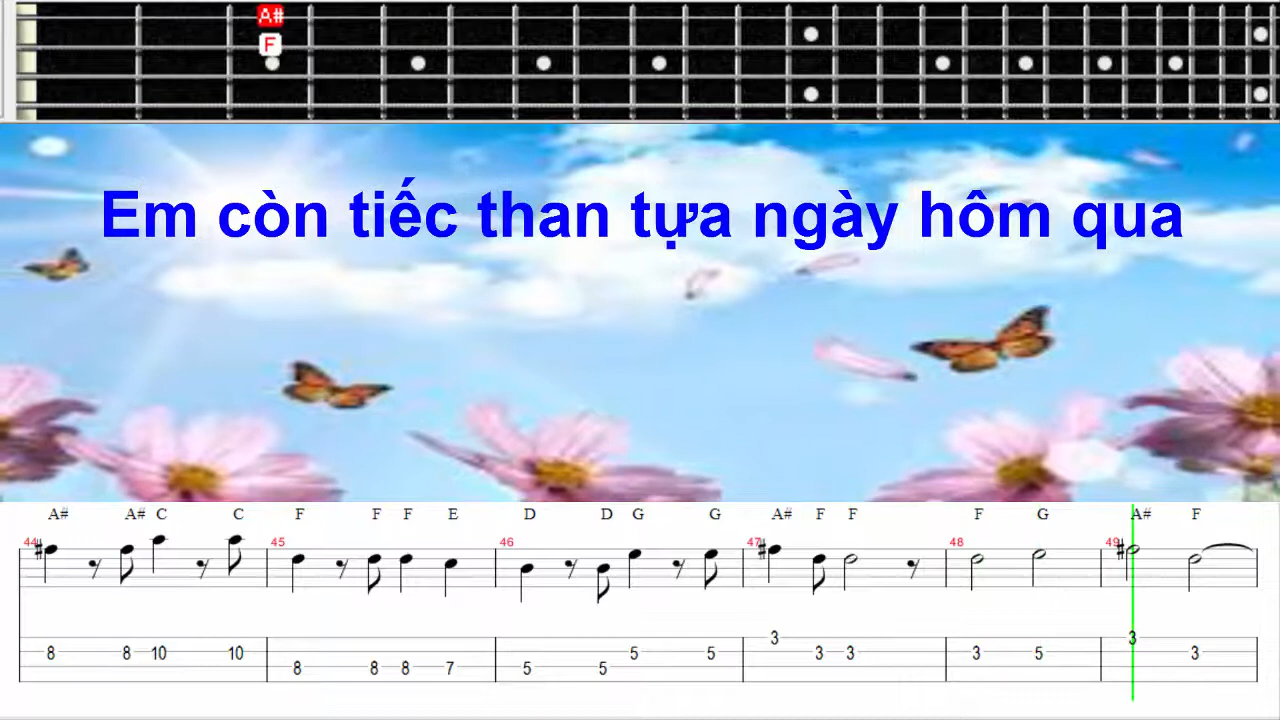 A#
F
Em còn tiếc than tựa ngày hôm qua
A# A# C C F F F E D D G G A# F F F G A# F
44 45 46 47 48 49
3 3
8 8 10 10 5 5 3 3 3 5 3
8 8 8 7 5 5